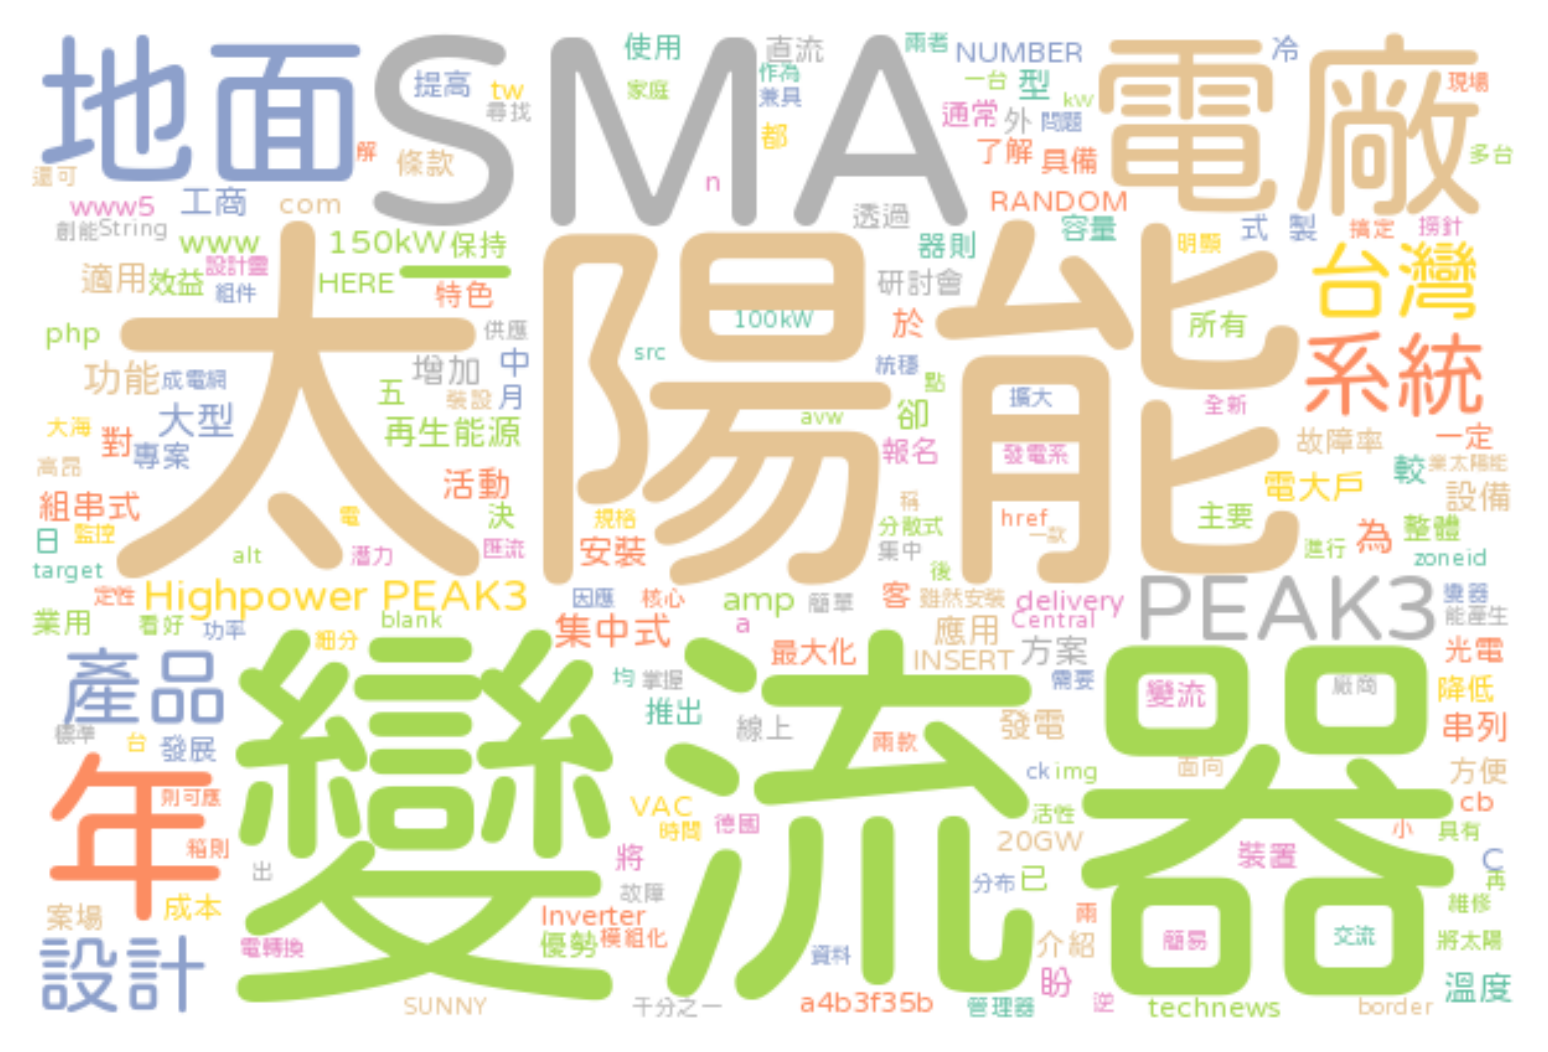 地面
SMA
電廠
提高
tw
尋找
使用
家庭
直流
作為
兼具
都
n
兩者
NUMBER
一台
型
kW
通常
外
問題
了解
具備
冷
現場
多台
解
條款
還可
www5
工商
com
創能
String
www
150kW
保持
透過
RANDOM
容量
器則
式
製
搞定
撈針
明顯
適用
效益
設計靈
組件
HERE
一
特色
研討會
台灣
太陽能
100kW
於
所有
php
供應
src
系統
功能
成電網
增加
中
統穩
點
五
裝設
月
擴大
全新
大型
avw
卻
大海
對
專案
再生能源
報名
發電系
故障率
一定
高昂
較
業太陽能
電大戶
設備
活動
組串式
稱
決
電
規格
href
一款
主要
分散式
日
監控
alt
潛力
匯流
安裝
集中
進行
為
整體
zoneid
target
後
定性
Highpower PEAK3
因應
核心
amp
簡單
客
雖然安裝
delivery
PEAK3
變器
能產生
業用
看好
功率
blank
細分
集中式
a
應用
Central
最大化
INSERT
方案
光電
產品
均
掌握
需要
變流
廠商
降低
標準
台
發展
推出
線上
兩款
發電
串列
變流器
年
則可應
ck
img
面向
方便
VAC
時間
德國
活性
cb
箱則
20GW
小
具有
將
裝置
C
出
故障
分布
已
再
案場
成本
Inverter
兩
維修
設計
電轉換
優勢
模組化
資料
介紹
簡易
交流
將太陽
盼
溫度
SUNNY
千分之一
a4b3f35b
管理器
逆
technews
border